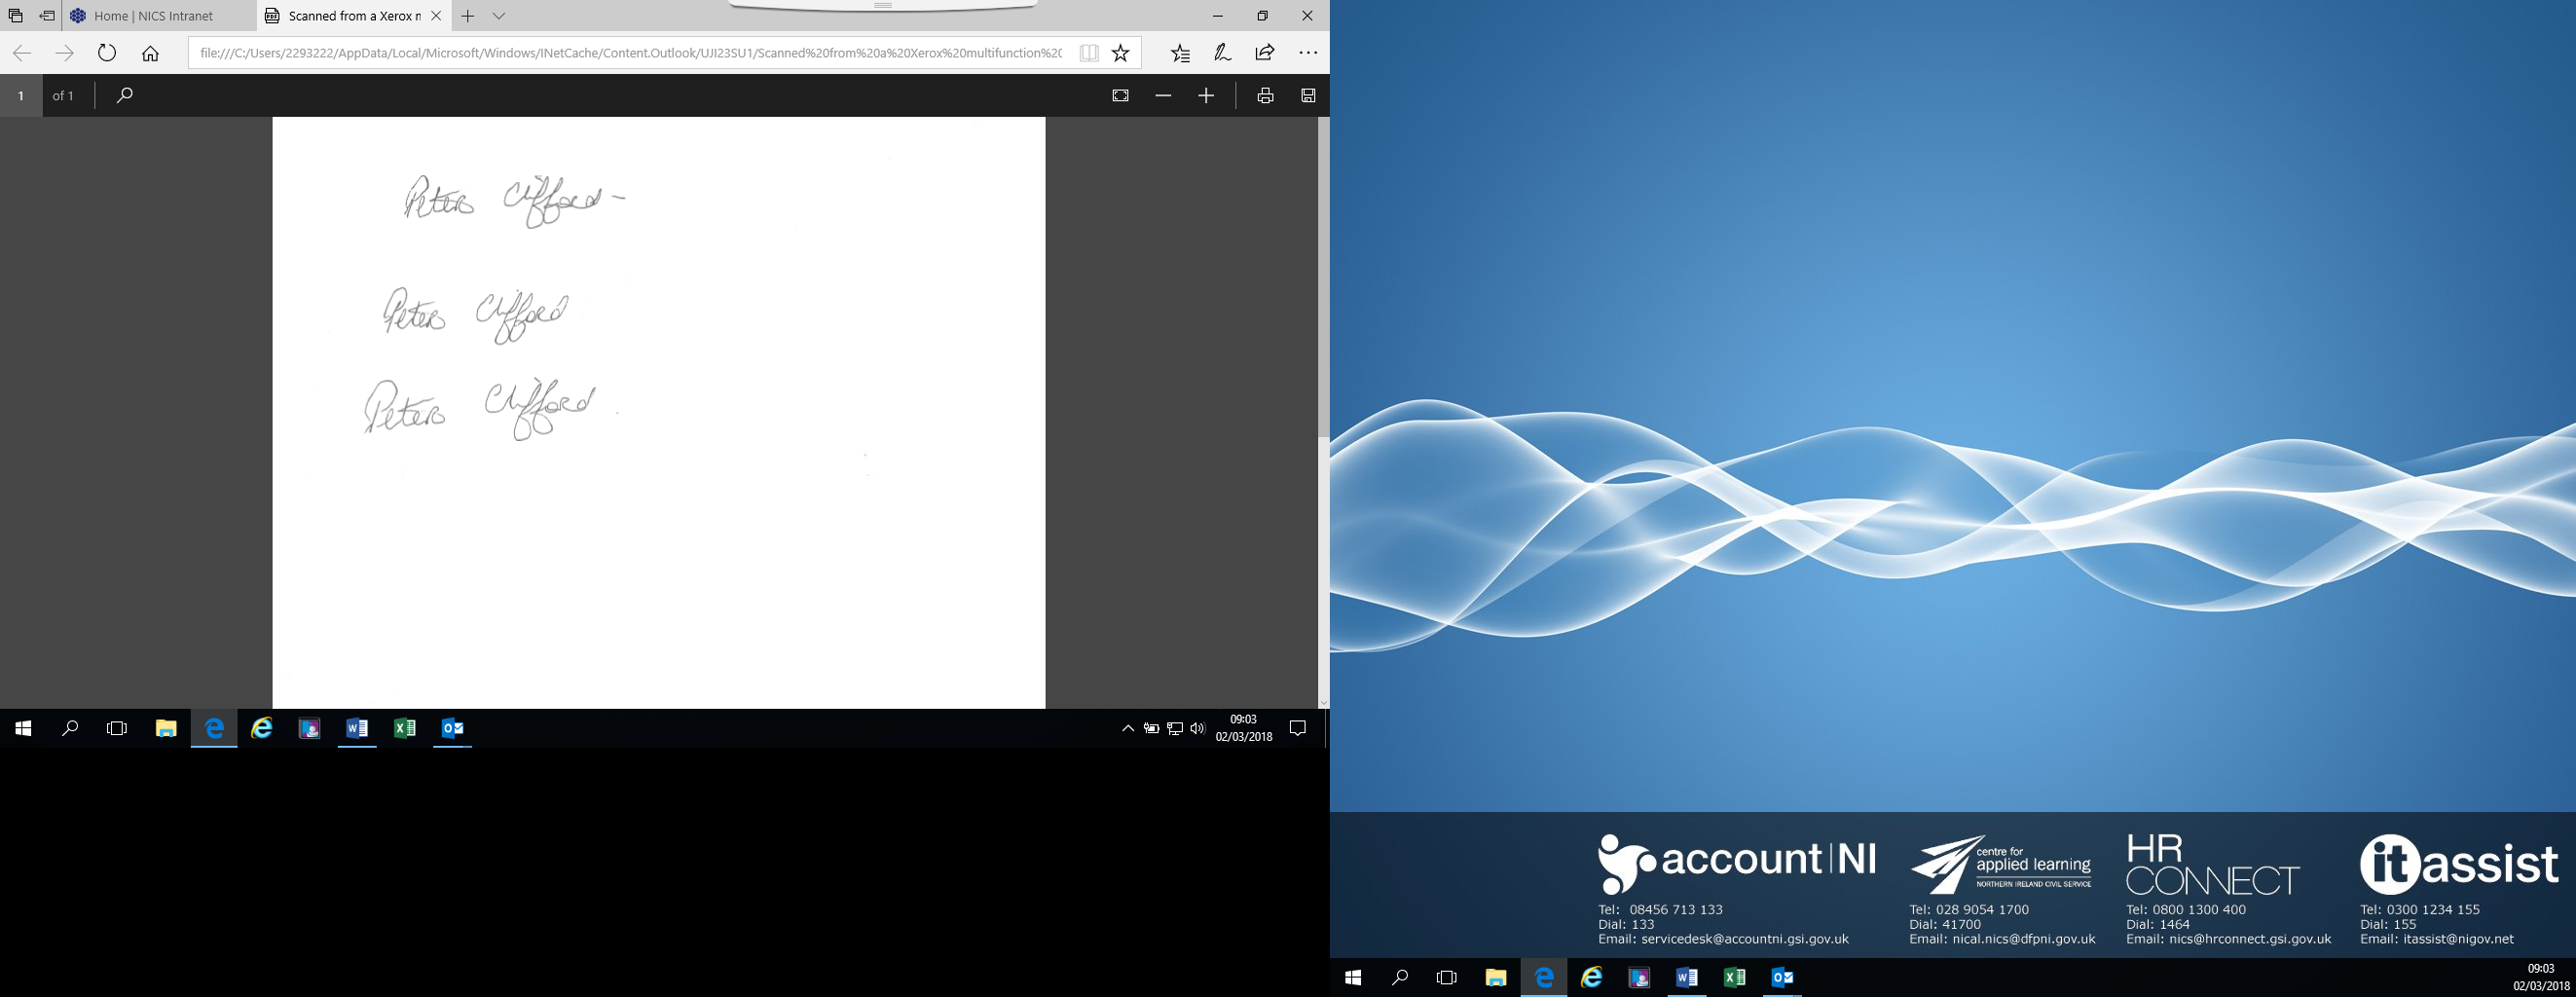 Home | NICS Intranet
Scanned from a Xerox n
file:///C:/Users/2293222/AppData/Local/Microsoft/Windows/INetCache/Content.Outlook/UJI23SU1/Scanned%20from%20a%20Xerox%20multifunction%20
1 of 1
Peter Clifford -
Peter Clifford
Peter Clifford .
09:03
02/03/2018
account|NI
Tel: 08456 713 133
Dial: 133
Email: servicedesk@accountni.gsi.gov.uk
centre for
applied learning
NORTHERN IRELAND CIVIL SERVICE
Tel: 028 9054 1700
Dial: 41700
Email: nical.nics@dfpni.gov.uk
HR
CONNECT
Tel: 0800 1300 400
Dial: 1464
Email: nics@hrconnect.gsi.gov.uk
itassist
Tel: 0300 1234 155
Dial: 155
Email: itassist@nigov.net
09:03
02/03/2018